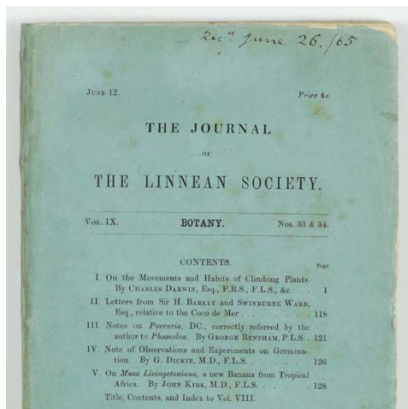 Recd. June 26./65
June 12.    Price 4s.
THE JOURNAL
OF
THE LINNEAN SOCIETY.
Vol. IX.    BOTANY.    Nos. 33 & 34.
CONTENTS.
Page
I. On the Movements and Habits of Climbing Plants.
By Charles Darwin, Esq., F.R.S., F.L.S., &c. . 1
II. Letters from Sir H. Barkly and Swinburne Ward,
Esq., relative to the Coco de Mer . . . . . . . 118
III. Notes on Pueraria, DC., correctly referred by the
author to Phaseoleæ. By George Bentham, P.L.S. 121
IV. Note of Observations and Experiments on Germina-
tion. By G. Dickie, M.D., F.L.S. . . . . . . 126
V. On Musa Livingstoniana, a new Banana from Tropical
Africa. By John Kirk, M.D., F.L.S. . . . . . 128
Title, Contents, and Index to Vol. VIII.